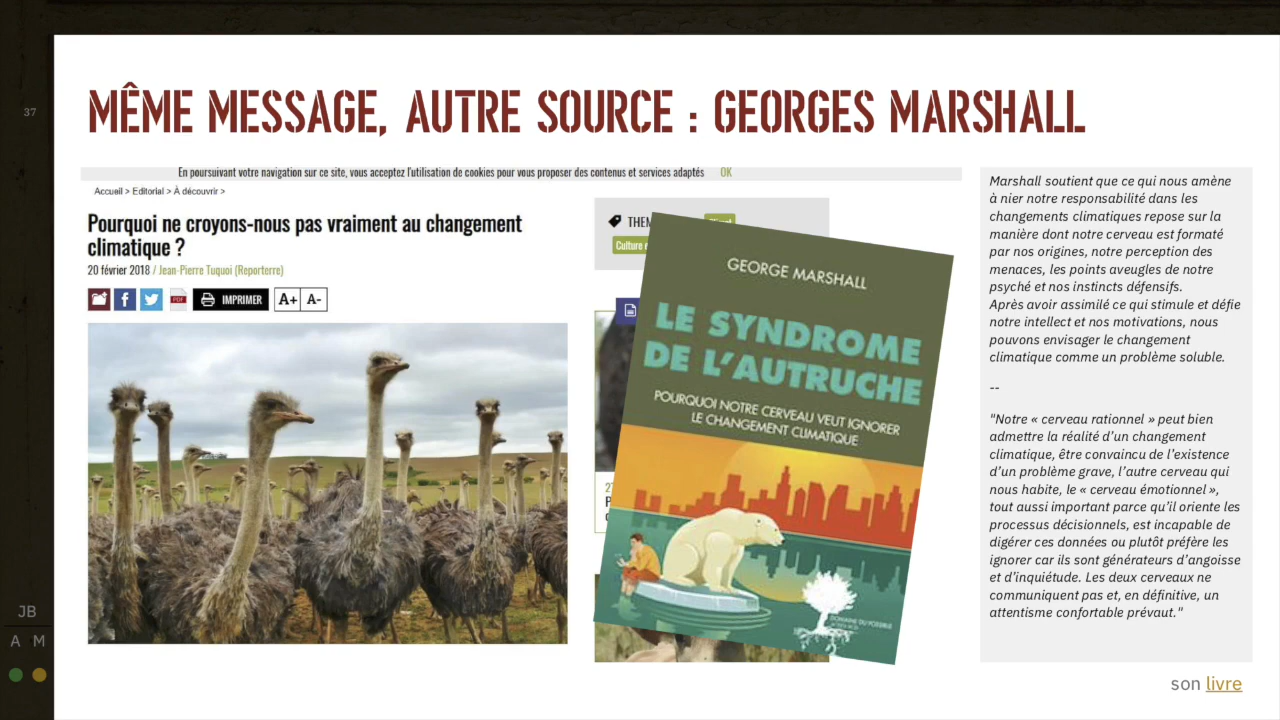 37
MÊME MESSAGE, AUTRE SOURCE : GEORGES MARSHALL
En poursuivant votre navigation sur ce site, vous acceptez l'utilisation de cookies pour vous proposer des contenus et services adaptés OK
Accueil > Editorial > À découvrir >
Pourquoi ne croyons-nous pas vraiment au changement
climatique ?
20 février 2018 / Jean-Pierre Tuquoi (Reporterre)
PDF
IMPRIMER
A+
A-
Culture
GEORGE MARSHALL
LE SYNDROME
DE L'AUTRUCHE
POURQUOI NOTRE CERVEAU VEUT IGNORER
LE CHANGEMENT CLIMATIQUE
DOMAINE DU POSSIBLE
Marshall soutient que ce qui nous amène
à nier notre responsabilité dans les
changements climatiques repose sur la
manière dont notre cerveau est formaté
par nos origines, notre perception des
menaces, les points aveugles de notre
psyché et nos instincts défensifs.
Après avoir assimilé ce qui stimule et défie
notre intellect et nos motivations, nous
pouvons envisager le changement
climatique comme un problème soluble.
--
"Notre « cerveau rationnel » peut bien
admettre la réalité d'un changement
climatique, être convaincu de l'existence
d'un problème grave, l'autre cerveau qui
nous habite, le « cerveau émotionnel »,
tout aussi important parce qu'il oriente les
processus décisionnels, est incapable de
digérer ces données ou plutôt préfère les
ignorer car ils sont générateurs d'angoisse
et d'inquiétude. Les deux cerveaux ne
communiquent pas et, en définitive, un
attentisme confortable prévaut."
son livre
JB
A M